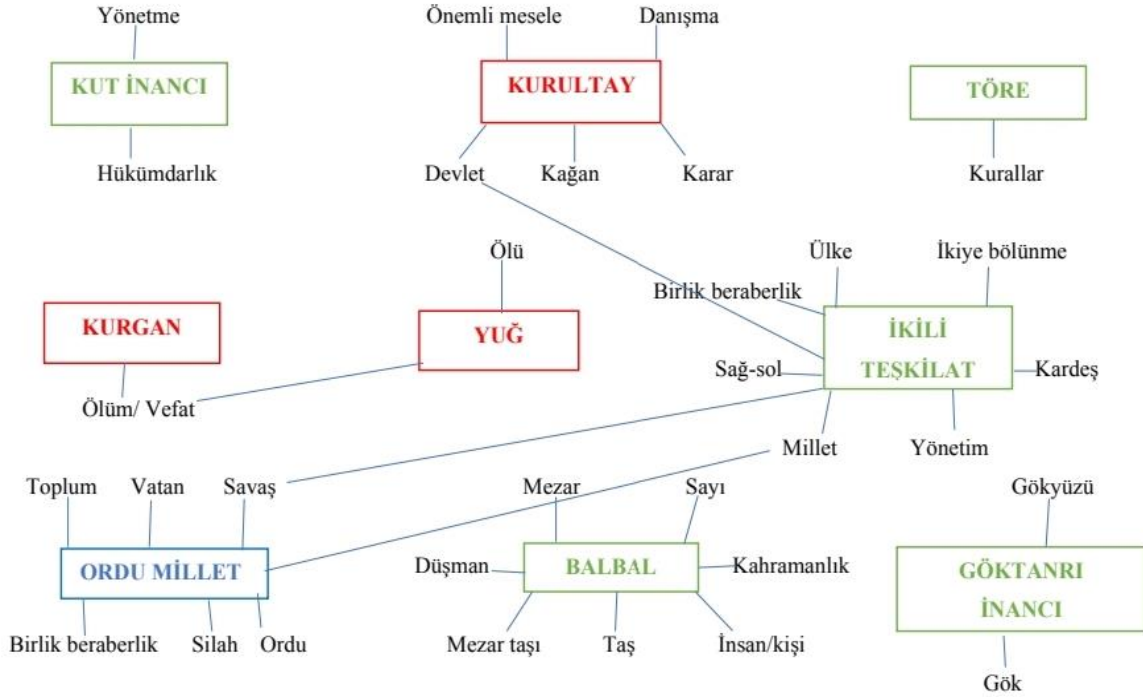 Yönetme
Önemli mesele
Danışma
KUT İNANCI
KURULTAY
TÖRE
Hükümdarlık
Devlet
Kağan
Karar
Kurallar
Ölü
Ülke
İkiye bölünme
Birlik beraberlik
KURGAN
YUĞ
İKİLİ
TEŞKİLAT
Sağ-sol
Kardeş
Ölüm/ Vefat
Millet
Yönetim
Toplum
Vatan
Savaş
Mezar
Sayı
Gökyüzü
ORDU MİLLET
Düşman
BALBAL
Kahramanlık
GÖKTANRI
İNANCI
Birlik beraberlik
Silah
Ordu
Mezar taşı
Taş
İnsan/kişi
Gök